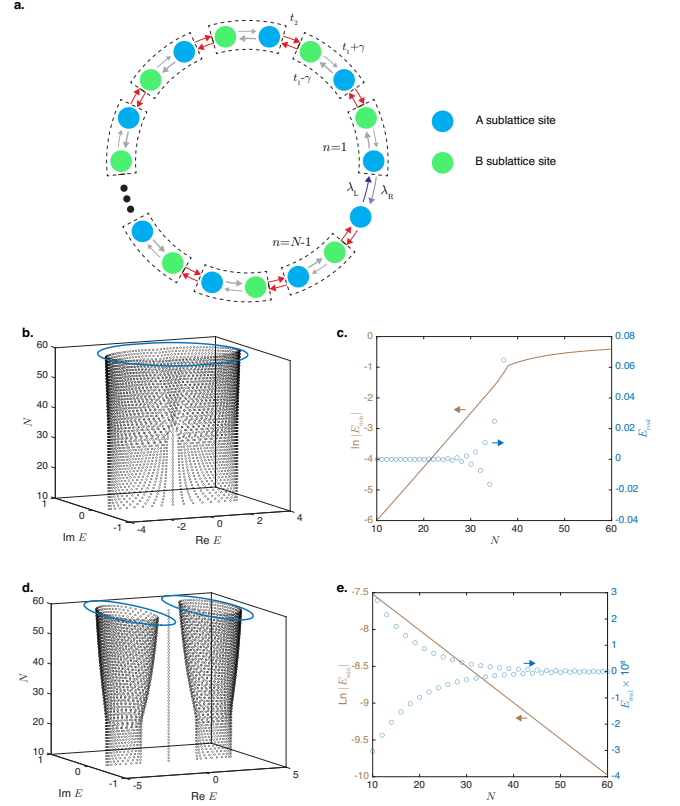 a.
t₂
t₁+γ
t₁-γ
A sublattice site
B sublattice site
n=1
λL λR
n=N-1
b.
60
50
40
30
20
10
N
1
0
-1
Im E
-4
-2
0
2
4
Re E
c.
0
-1
-2
-3
-4
-5
-6
ln |Emin|
10 20 30 40 50 60
N
0.08
0.06
0.04
0.02
0
-0.02
-0.04
Ereal
d.
60
50
40
30
20
10
N
1
0
-1
Im E
-5
0
5
Re E
e.
-7.5
-8
-8.5
-9
-9.5
-10
Ln |Emin|
10 20 30 40 50 60
N
3
2
1
0
-1
-2
-3
-4
Ereal × 10⁸